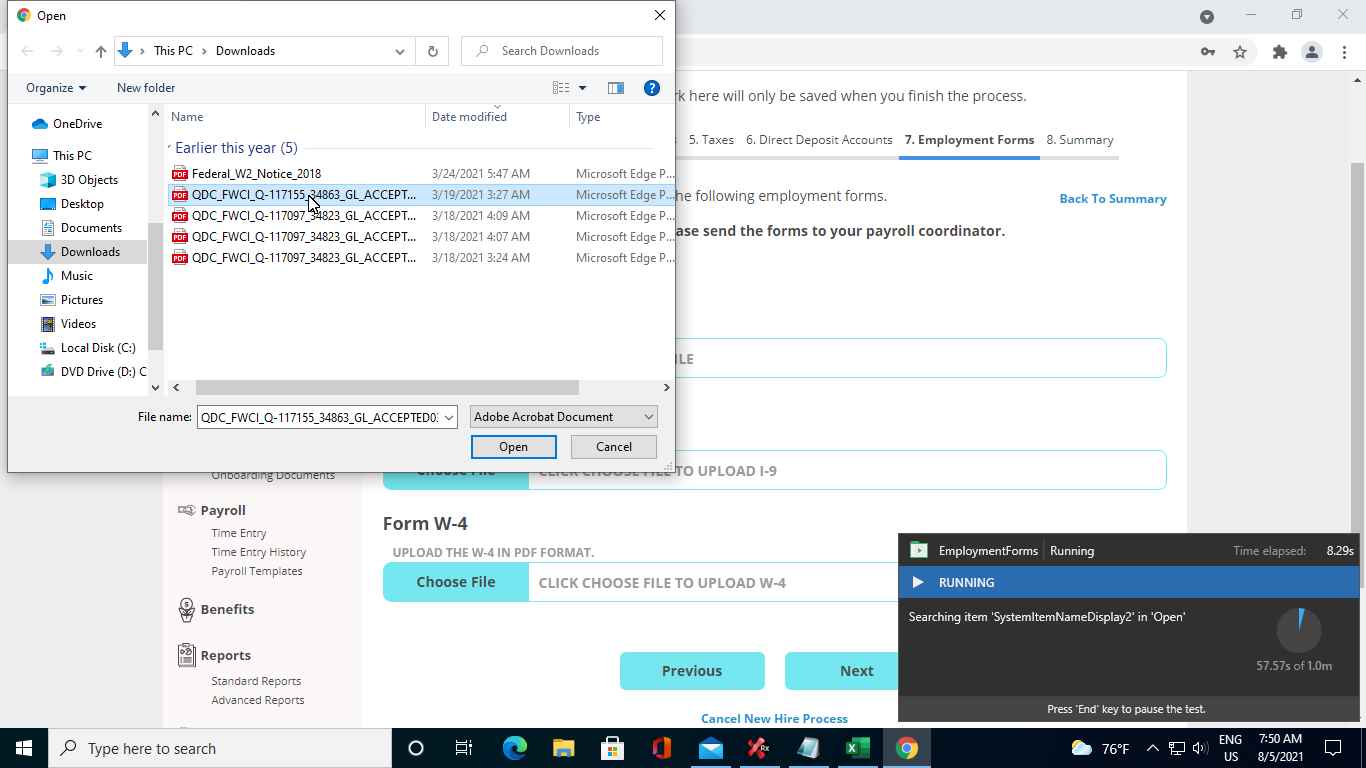 Open
This PC
Downloads
Search Downloads
Organize
New folder
Name
Date modified
Type
OneDrive
This PC
3D Objects
Desktop
Documents
Downloads
Music
Pictures
Videos
Local Disk (C:)
DVD Drive (D:) C
Earlier this year (5)
Federal_W2_Notice_2018 3/24/2021 5:47 AM Microsoft Edge P...
QDC_FWCI_Q-117155_34863_GL_ACCEPT... 3/19/2021 3:27 AM Microsoft Edge P...
QDC_FWCI_Q-117097_34823_GL_ACCEPT... 3/18/2021 4:09 AM Microsoft Edge P...
QDC_FWCI_Q-117097_34823_GL_ACCEPT... 3/18/2021 4:07 AM Microsoft Edge P...
QDC_FWCI_Q-117097_34823_GL_ACCEPT... 3/18/2021 3:24 AM Microsoft Edge P...
File name: QDC_FWCI_Q-117155_34863_GL_ACCEPTED0
Adobe Acrobat Document
Open
Cancel
k here will only be saved when you finish the process.
5. Taxes 6. Direct Deposit Accounts 7. Employment Forms 8. Summary
he following employment forms.
Back To Summary
ase send the forms to your payroll coordinator.
ILE
Choose File CLICK CHOOSE FILE TO UPLOAD I-9
Form W-4
UPLOAD THE W-4 IN PDF FORMAT.
Choose File CLICK CHOOSE FILE TO UPLOAD W-4
Previous
Next
Cancel New Hire Process
Onboarding Documents
Payroll
Time Entry
Time Entry History
Payroll Templates
Benefits
Reports
Standard Reports
Advanced Reports
EmploymentForms Running Time elapsed: 8.29s
RUNNING
Searching item 'SystemItemNameDisplay2' in 'Open'
57.57s of 1.0m
Press 'End' key to pause the test.
Type here to search
Rx
76°F
ENG
US
7:50 AM
8/5/2021